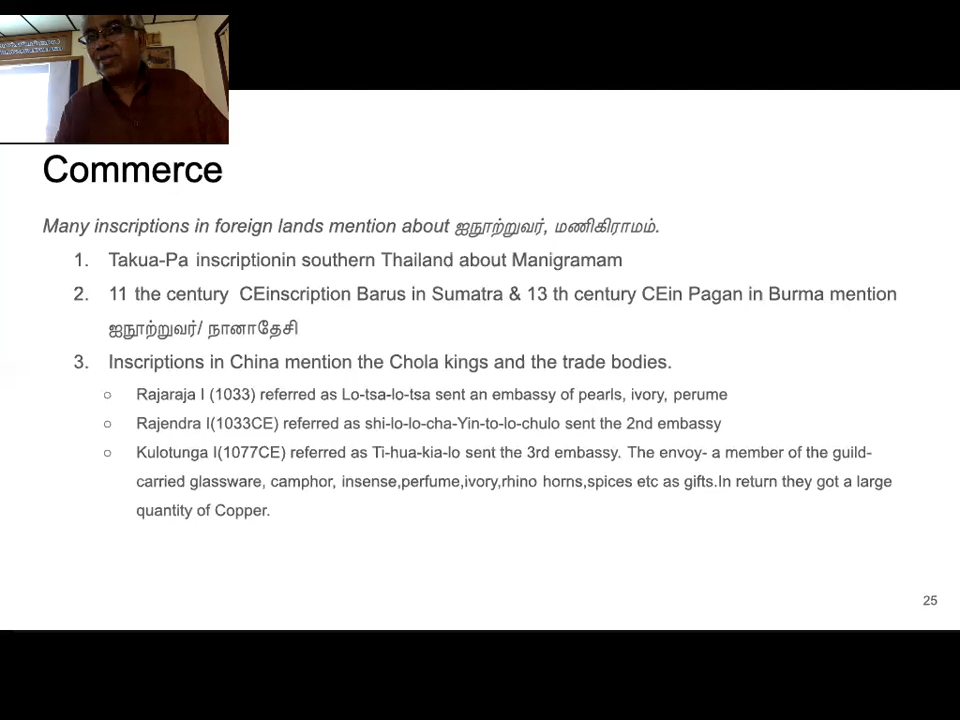 Commerce
Many inscriptions in foreign lands mention about ஐநூற்றுவர், மணிகிராமம்.
1. Takua-Pa inscriptionin southern Thailand about Manigramam
2. 11 the century CEinscription Barus in Sumatra & 13 th century CEin Pagan in Burma mention
ஐநூற்றுவர்/ நானாதேசி
3. Inscriptions in China mention the Chola kings and the trade bodies.
○ Rajaraja I (1033) referred as Lo-tsa-lo-tsa sent an embassy of pearls, ivory, perume
○ Rajendra I(1033CE) referred as shi-lo-lo-cha-Yin-to-lo-chulo sent the 2nd embassy
○ Kulotunga I(1077CE) referred as Ti-hua-kia-lo sent the 3rd embassy. The envoy- a member of the guild-
carried glassware, camphor, insense,perfume,ivory,rhino horns,spices etc as gifts.In return they got a large
quantity of Copper.
25